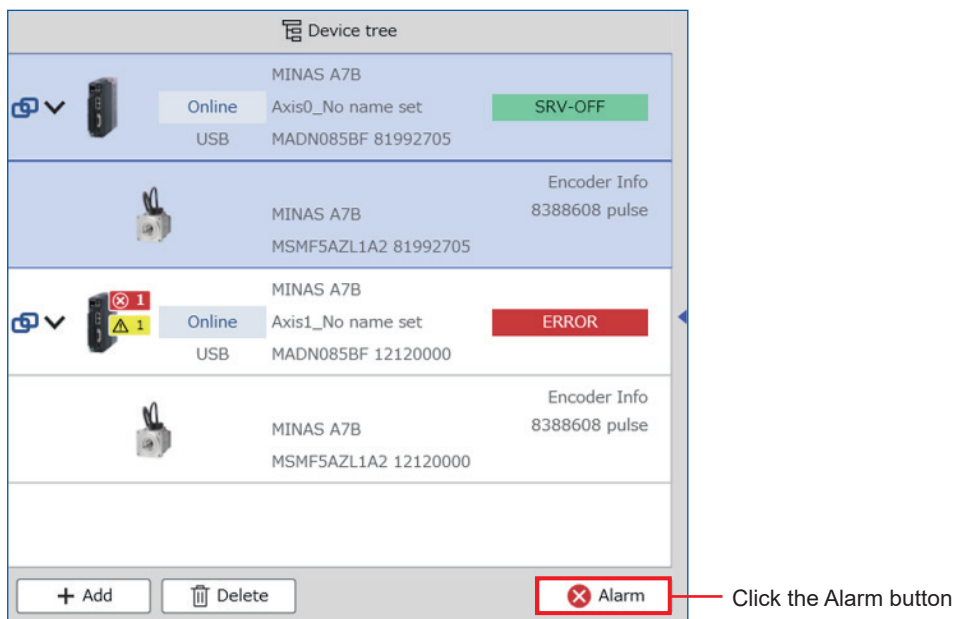 Device tree
MINAS A7B
Online Axis0_No name set SRV-OFF
USB MADN085BF 81992705
Encoder Info
MINAS A7B 8388608 pulse
MSMF5AZL1A2 81992705
MINAS A7B
1
1 Online Axis1_No name set ERROR
USB MADN085BF 12120000
Encoder Info
MINAS A7B 8388608 pulse
MSMF5AZL1A2 12120000
+ Add Delete Alarm Click the Alarm button